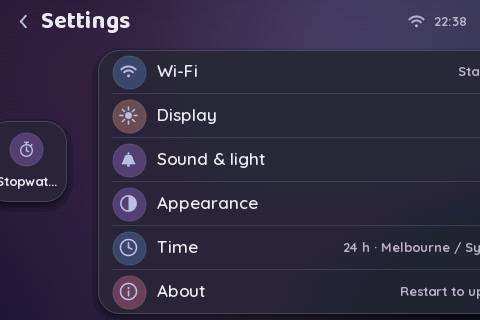 Settings
22:38
Wi-Fi
Sta
Display
Sound & light
Stopwat...
Appearance
Time
24 h · Melbourne / Sy
About
Restart to up